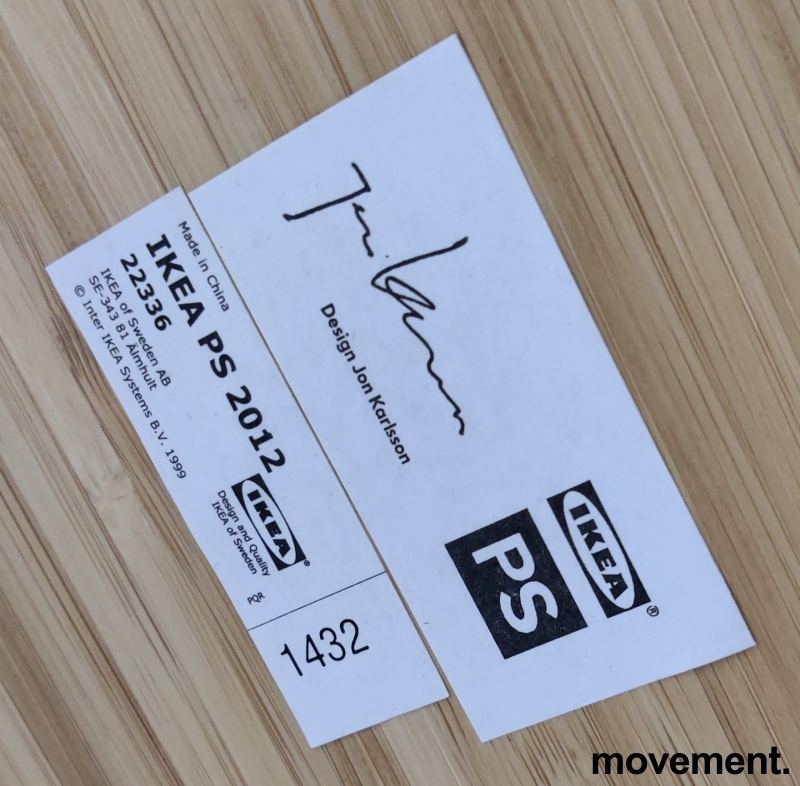 Made in China
IKEA PS 2012
22336
IKEA of Sweden AB
SE-343 81 Älmhult
© Inter IKEA Systems B.V. 1999
IKEA®
Design and Quality
IKEA of Sweden
PQR
1432
Design Jon Karlsson
IKEA®
PS
movement.